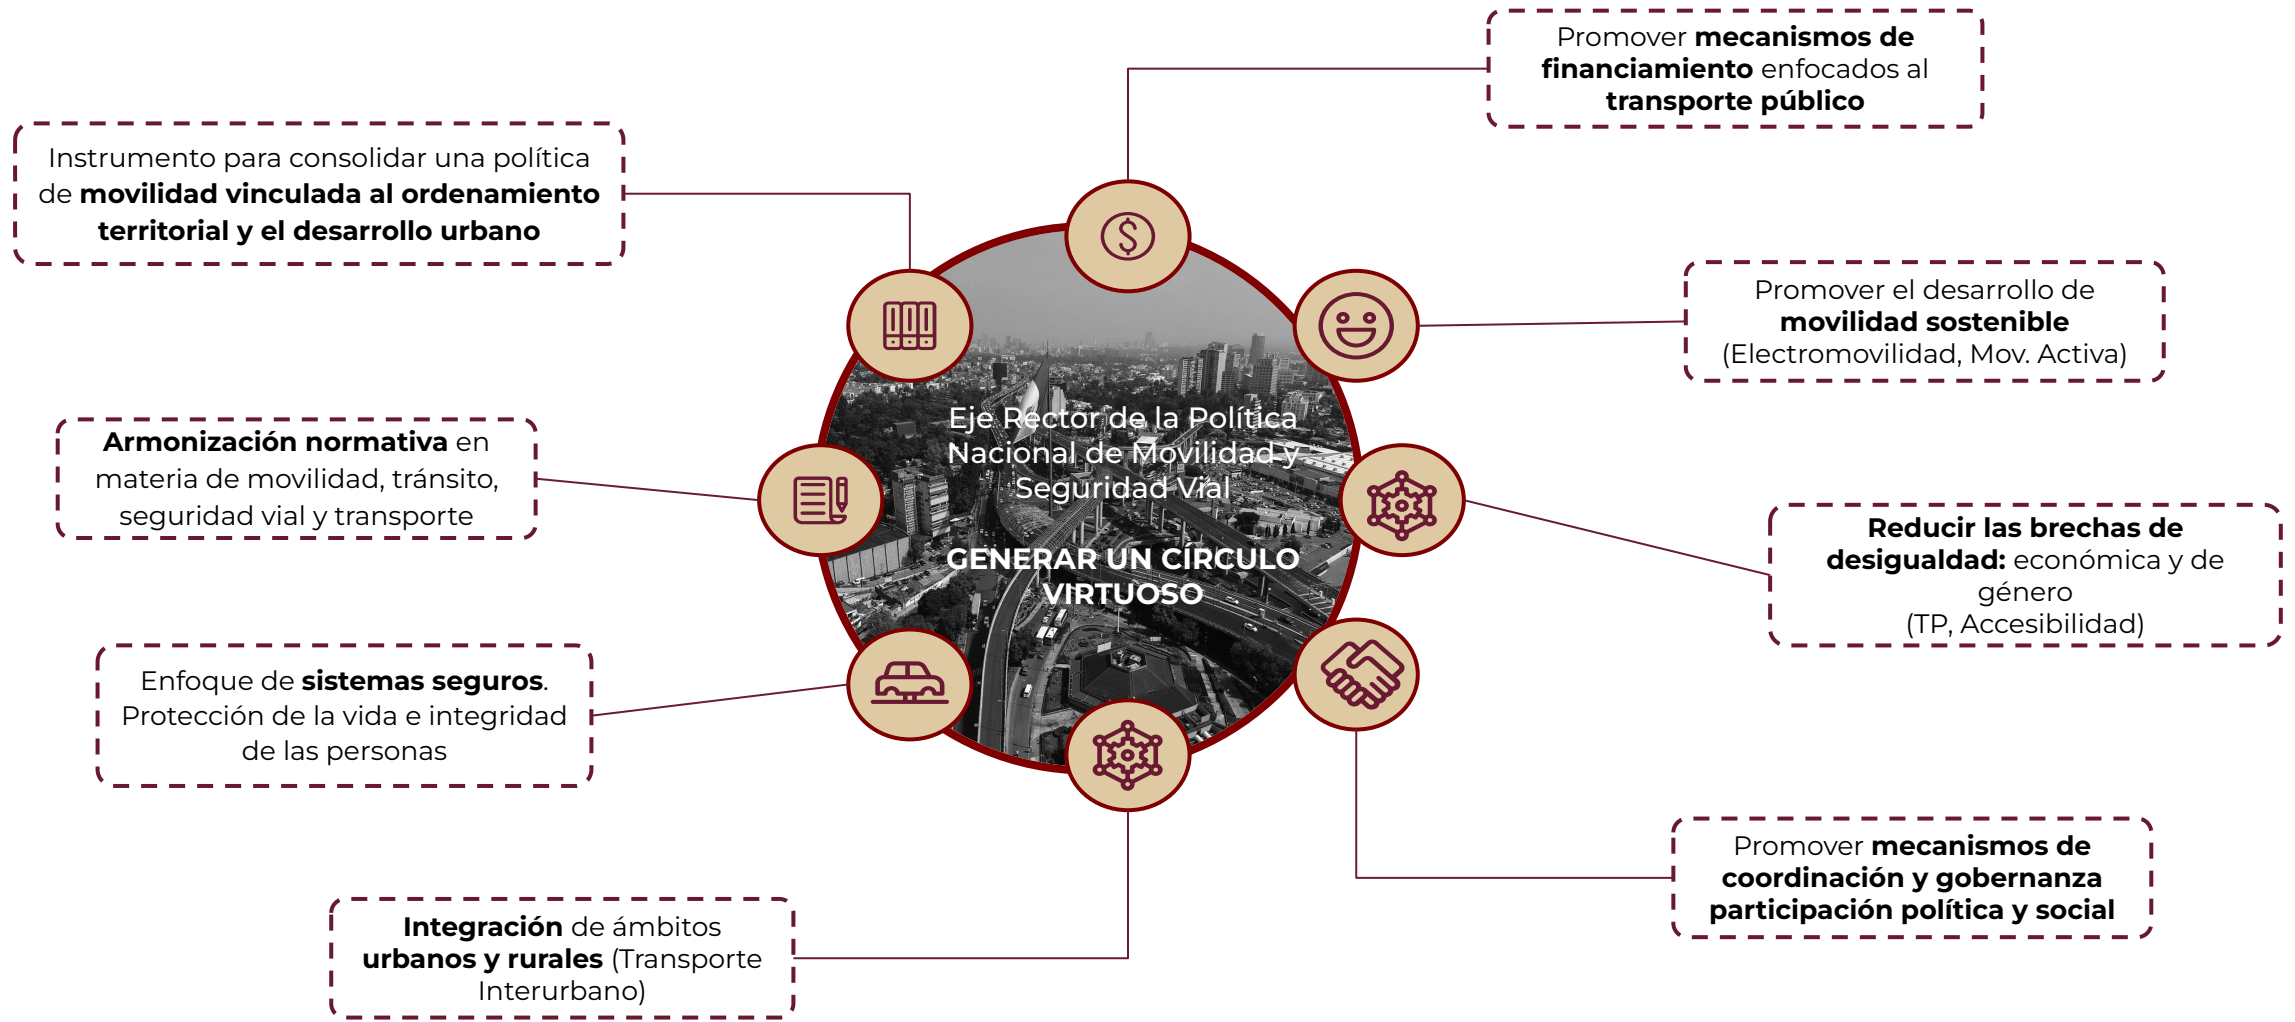 Promover mecanismos de
financiamiento enfocados al
transporte público
Instrumento para consolidar una política
de movilidad vinculada al ordenamiento
territorial y el desarrollo urbano
Promover el desarrollo de
movilidad sostenible
(Electromovilidad, Mov. Activa)
Armonización normativa en
materia de movilidad, tránsito,
seguridad vial y transporte
Eje Rector de la Política
Nacional de Movilidad y
Seguridad Vial
GENERAR UN CÍRCULO
VIRTUOSO
Reducir las brechas de
desigualdad: económica y de
género
(TP, Accesibilidad)
Enfoque de sistemas seguros.
Protección de la vida e integridad
de las personas
Promover mecanismos de
coordinación y gobernanza
participación política y social
Integración de ámbitos
urbanos y rurales (Transporte
Interurbano)